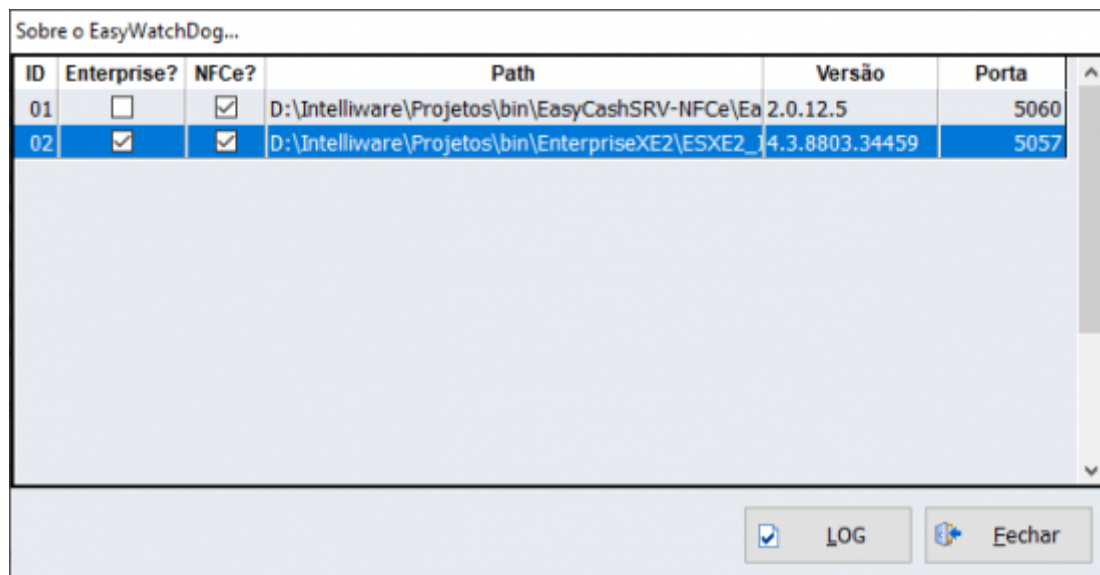 Sobre o EasyWatchDog...
ID Enterprise? NFCe? Path Versão Porta
01 D:\Intelliware\Projetos\bin\EasyCashSRV-NFCe\Ea 2.0.12.5 5060
02 D:\Intelliware\Projetos\bin\EnterpriseXE2\ESXE2_ 4.3.8803.34459 5057
LOG Fechar